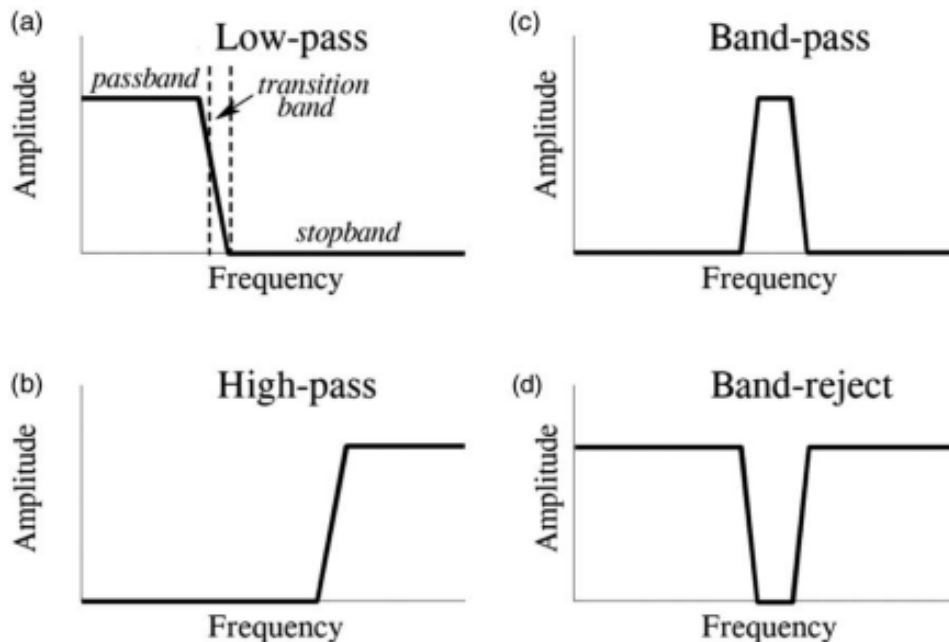 (a)
Low-pass
passband
transition
band
stopband
Amplitude
Frequency
(c)
Band-pass
Amplitude
Frequency
(b)
High-pass
Amplitude
Frequency
(d)
Band-reject
Amplitude
Frequency